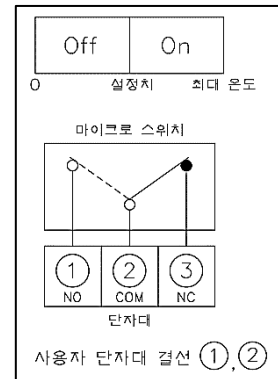 Off On
0 설정치 최대 온도
마이크로 스위치
① ② ③
NO COM NC
단자대
사용자 단자대 결선 ①,②